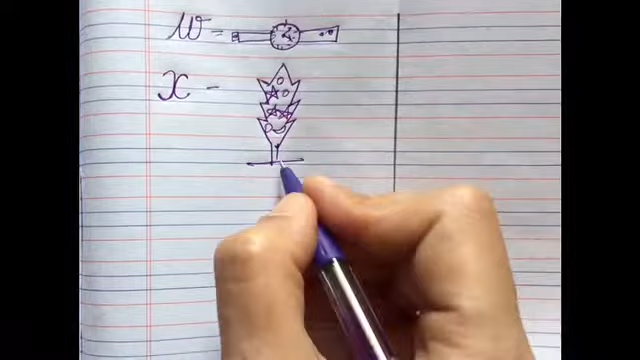 w =
x -